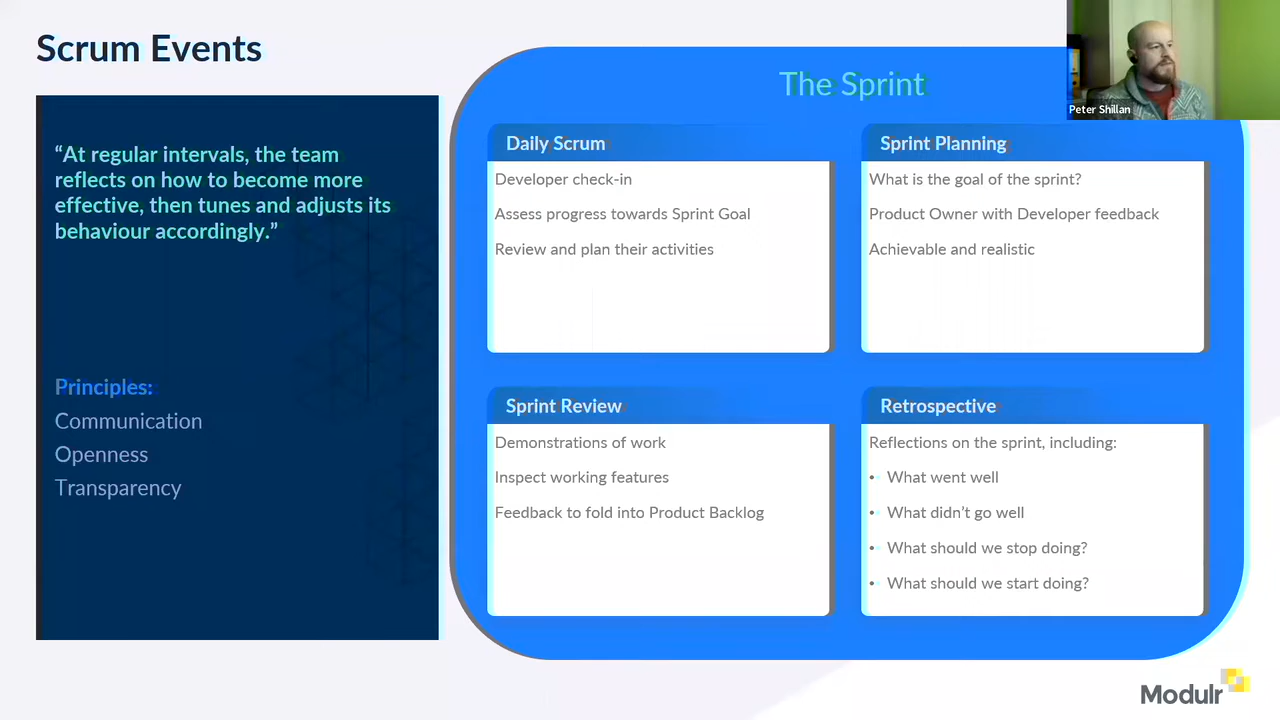 Scrum Events
The Sprint
Peter Shillan
“At regular intervals, the team
reflects on how to become more
effective, then tunes and adjusts its
behaviour accordingly.”
Principles:
Communication
Openness
Transparency
Daily Scrum
Developer check-in
Assess progress towards Sprint Goal
Review and plan their activities
Sprint Planning
What is the goal of the sprint?
Product Owner with Developer feedback
Achievable and realistic
Sprint Review
Demonstrations of work
Inspect working features
Feedback to fold into Product Backlog
Retrospective
Reflections on the sprint, including:
• What went well
• What didn’t go well
• What should we stop doing?
• What should we start doing?
Modulr